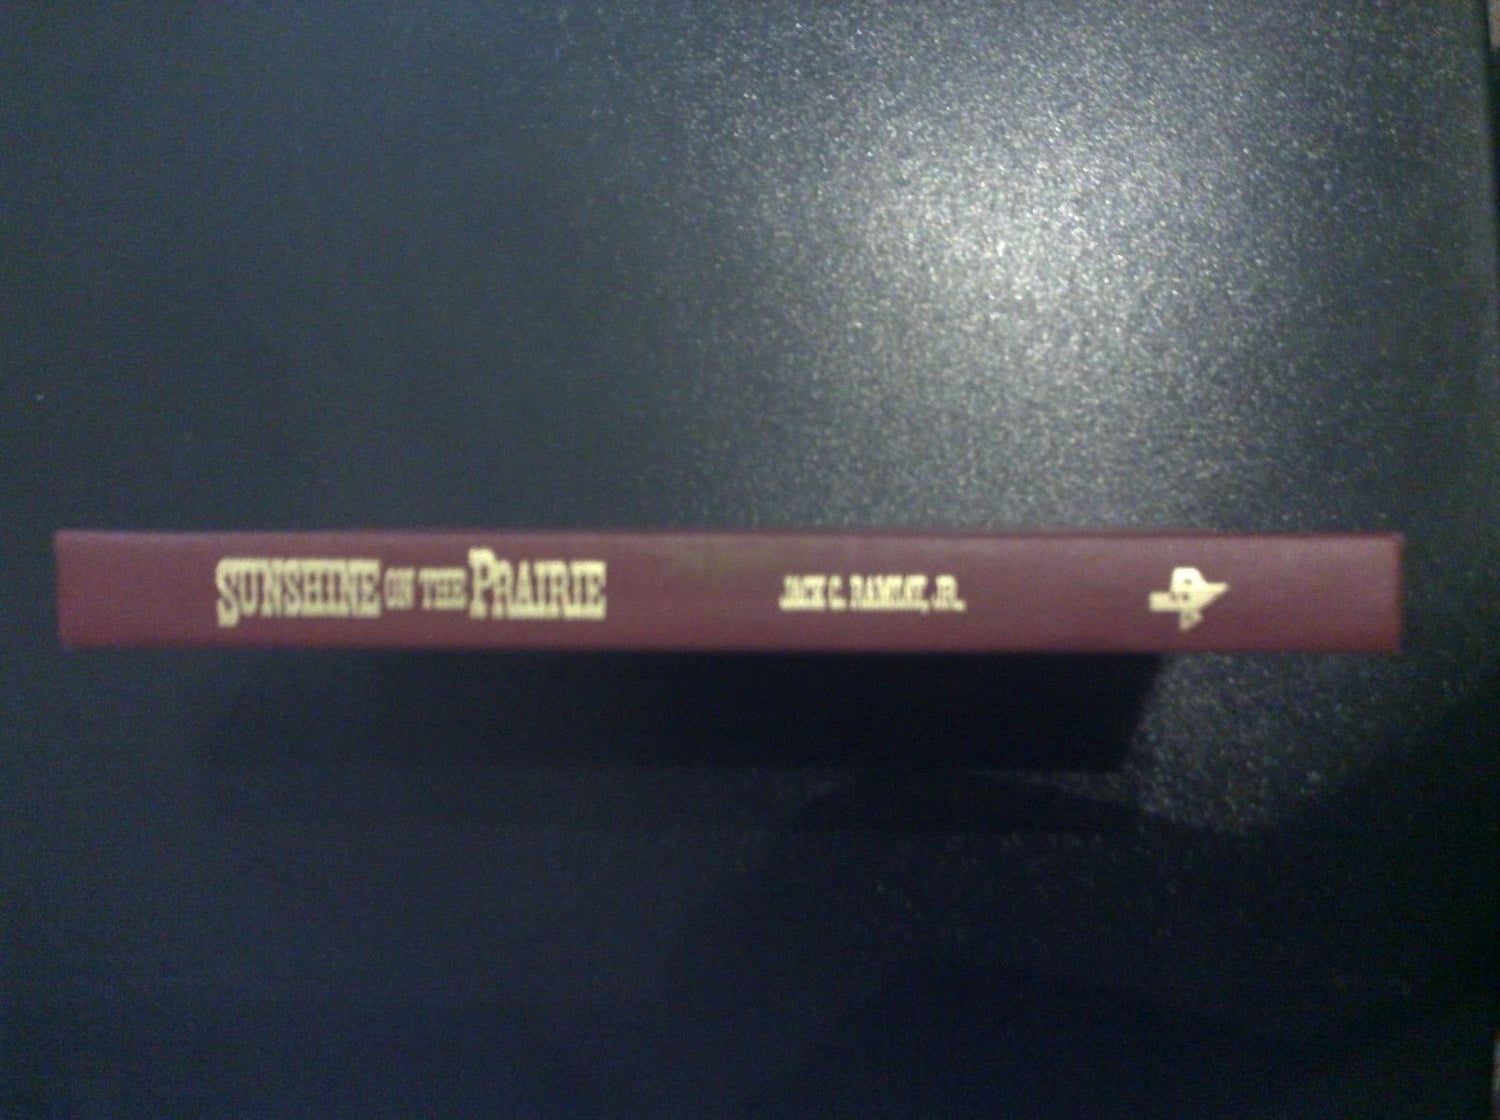 SUNSHINE ON THE PRAIRIE
JACK C. RAMSAY, JR.